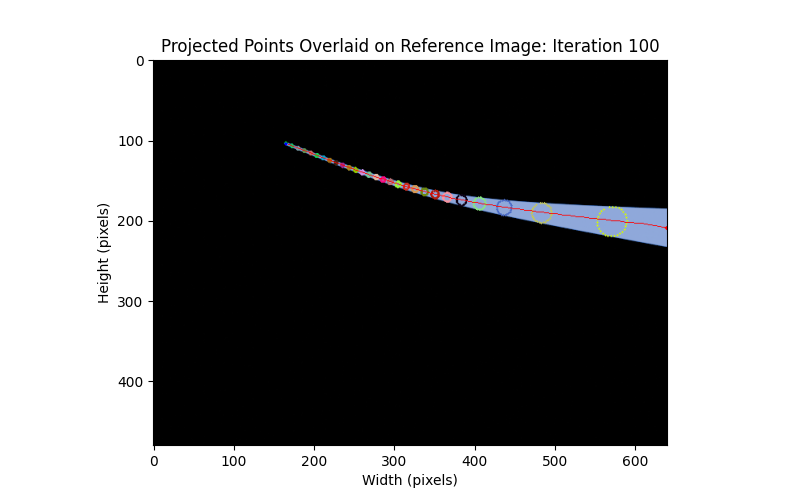 Projected Points Overlaid on Reference Image: Iteration 100
0
100
200
300
400
Height (pixels)
0 100 200 300 400 500 600
Width (pixels)